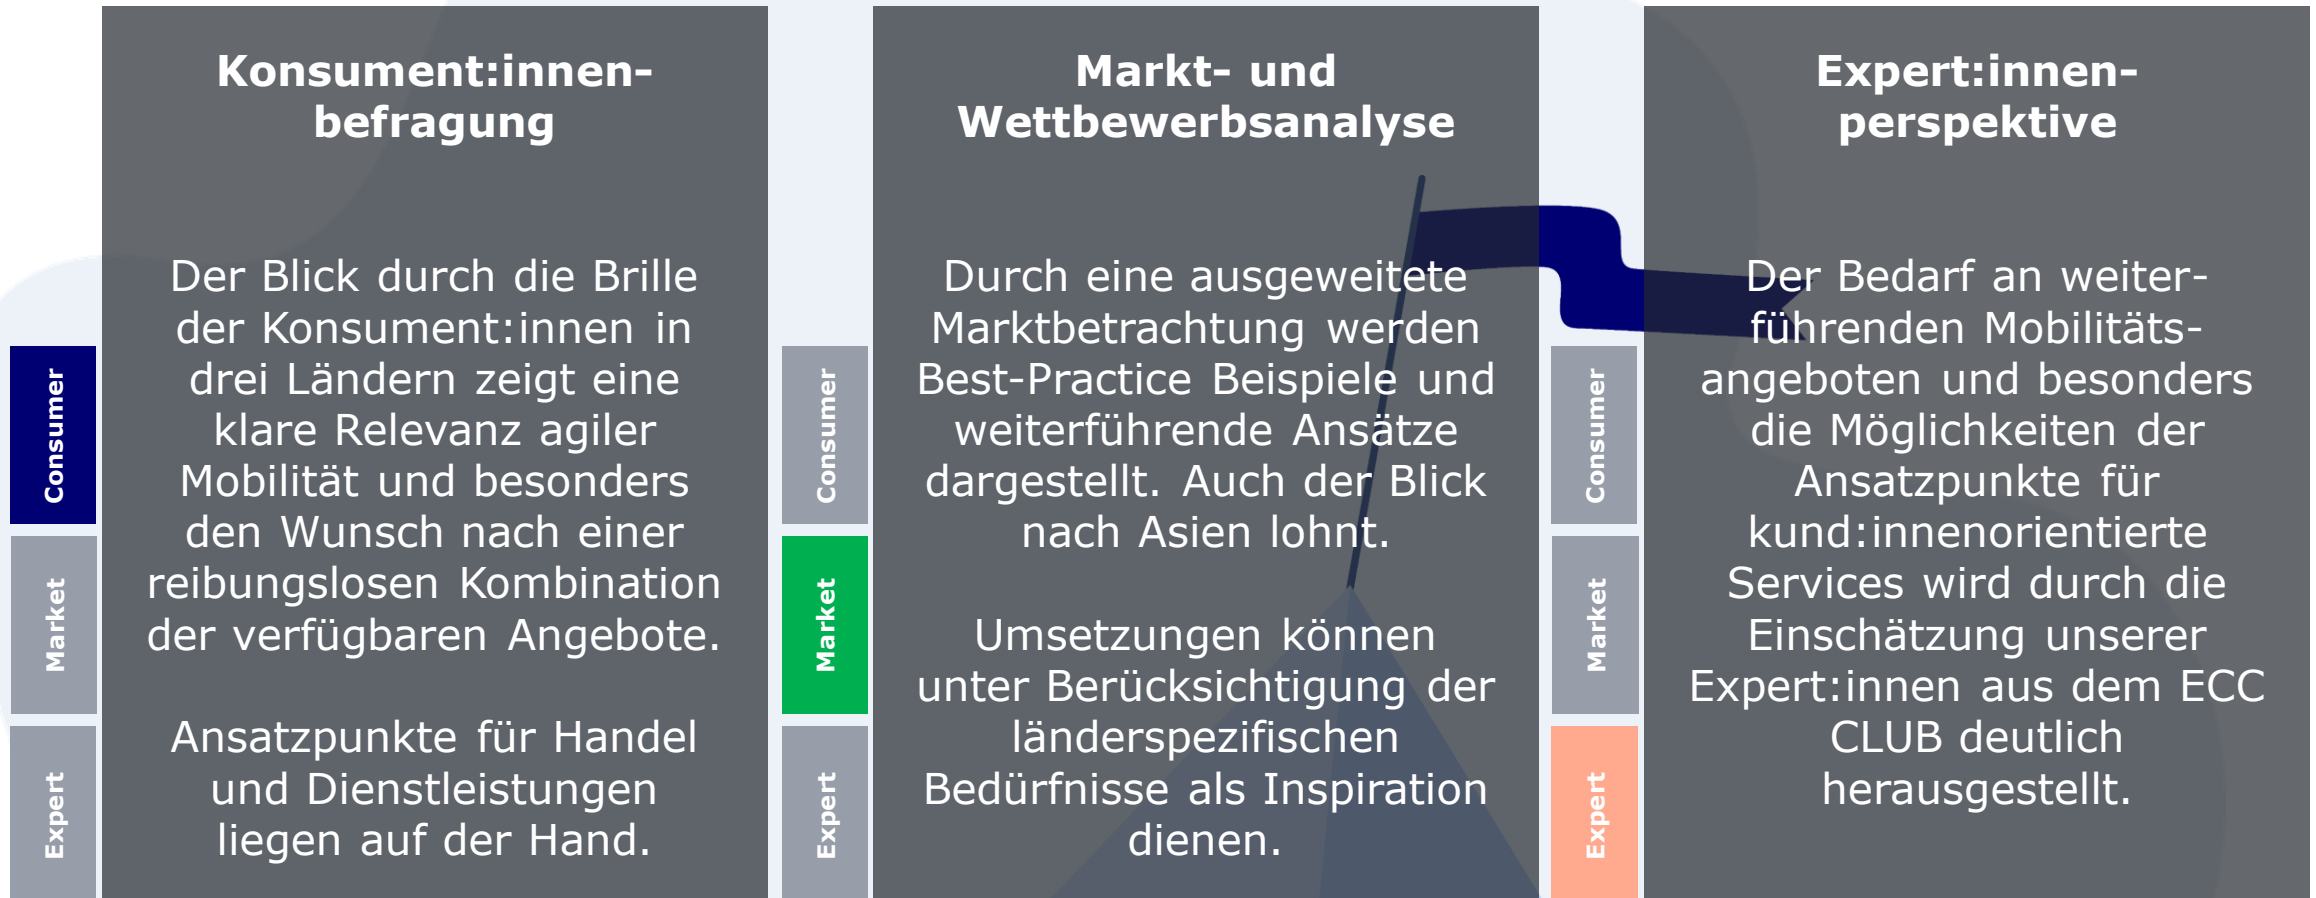 Konsument:innen-
befragung
Der Blick durch die Brille
der Konsument:innen in
drei Ländern zeigt eine
klare Relevanz agiler
Mobilität und besonders
den Wunsch nach einer
reibungslosen Kombination
der verfügbaren Angebote.
Ansatzpunkte für Handel
und Dienstleistungen
liegen auf der Hand.
Consumer
Market
Expert
Markt- und
Wettbewerbsanalyse
Durch eine ausgeweitete
Marktbetrachtung werden
Best-Practice Beispiele und
weiterführende Ansätze
dargestellt. Auch der Blick
nach Asien lohnt.
Umsetzungen können
unter Berücksichtigung der
länderspezifischen
Bedürfnisse als Inspiration
dienen.
Consumer
Market
Expert
Expert:innen-
perspektive
Der Bedarf an weiter-
führenden Mobilitäts-
angeboten und besonders
die Möglichkeiten der
Ansatzpunkte für
kund:innenorientierte
Services wird durch die
Einschätzung unserer
Expert:innen aus dem ECC
CLUB deutlich
herausgestellt.
Consumer
Market
Expert